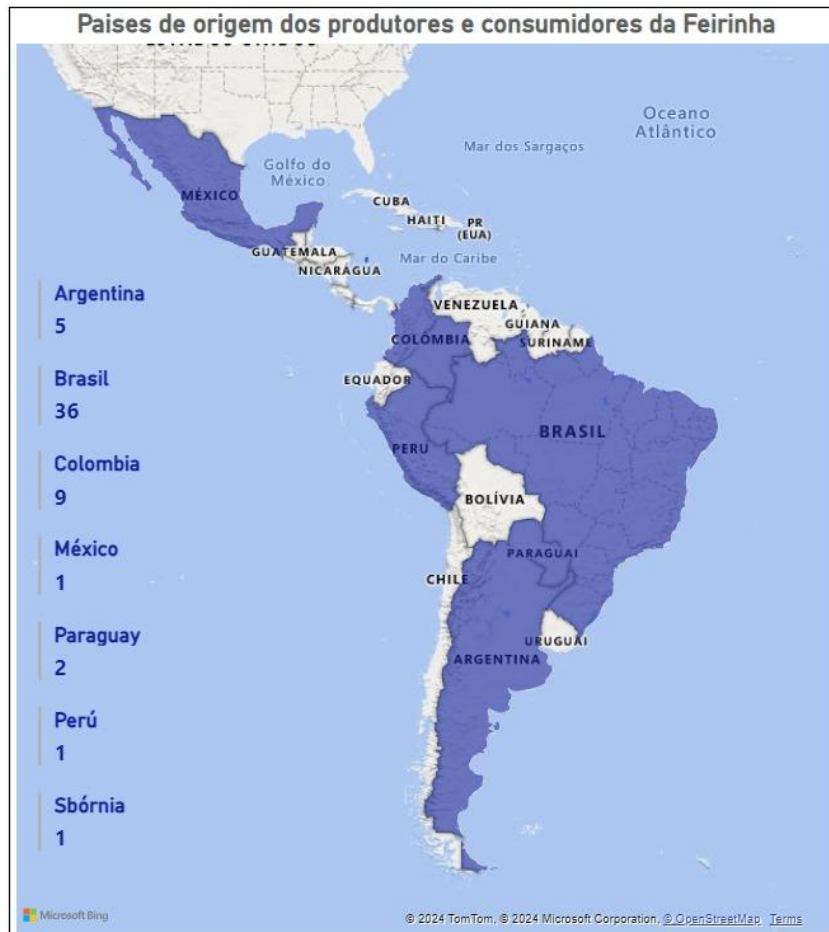 Paises de origem dos produtores e consumidores da Feirinha
Oceano
Atlântico
Mar dos Sargaços
Golfo do
México
MÉXICO
CUBA
HAITI
PR
(EUA)
GUATEMALA
Mar do Caribe
NICARÁGUA
Argentina
5
VENEZUELA
GUIANA
COLÔMBIA
SURINAME
Brasil
36
EQUADOR
BRASIL
PERU
Colombia
9
BOLÍVIA
México
1
PARAGUAI
CHILE
Paraguay
2
URUGUAI
ARGENTINA
Perú
1
Sbórnia
1
Microsoft Bing
© 2024 TomTom, © 2024 Microsoft Corporation, © OpenStreetMap Terms